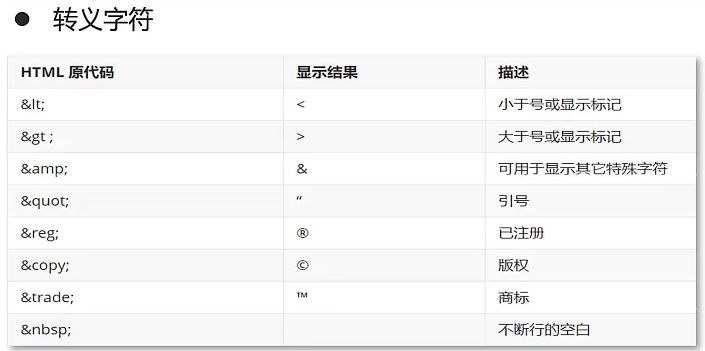 ● 转义字符
HTML 原代码 显示结果 描述
&lt; < 小于号或显示标记
&gt ; > 大于号或显示标记
&amp; & 可用于显示其它特殊字符
&quot; “ 引号
&reg; ® 已注册
&copy; © 版权
&trade; ™ 商标
&nbsp; 不断行的空白